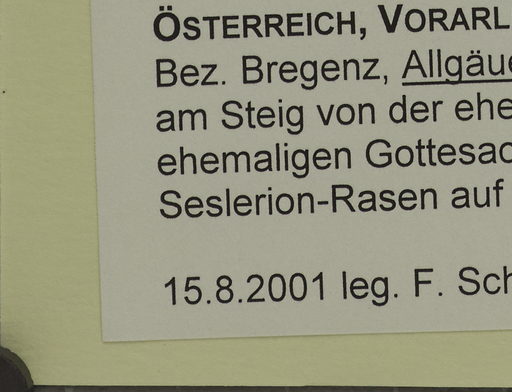 ÖSTERREICH, VORARL
Bez. Bregenz, Allgäue
am Steig von der ehe
ehemaligen Gottesac
Seslerion-Rasen auf
15.8.2001 leg. F. Sch